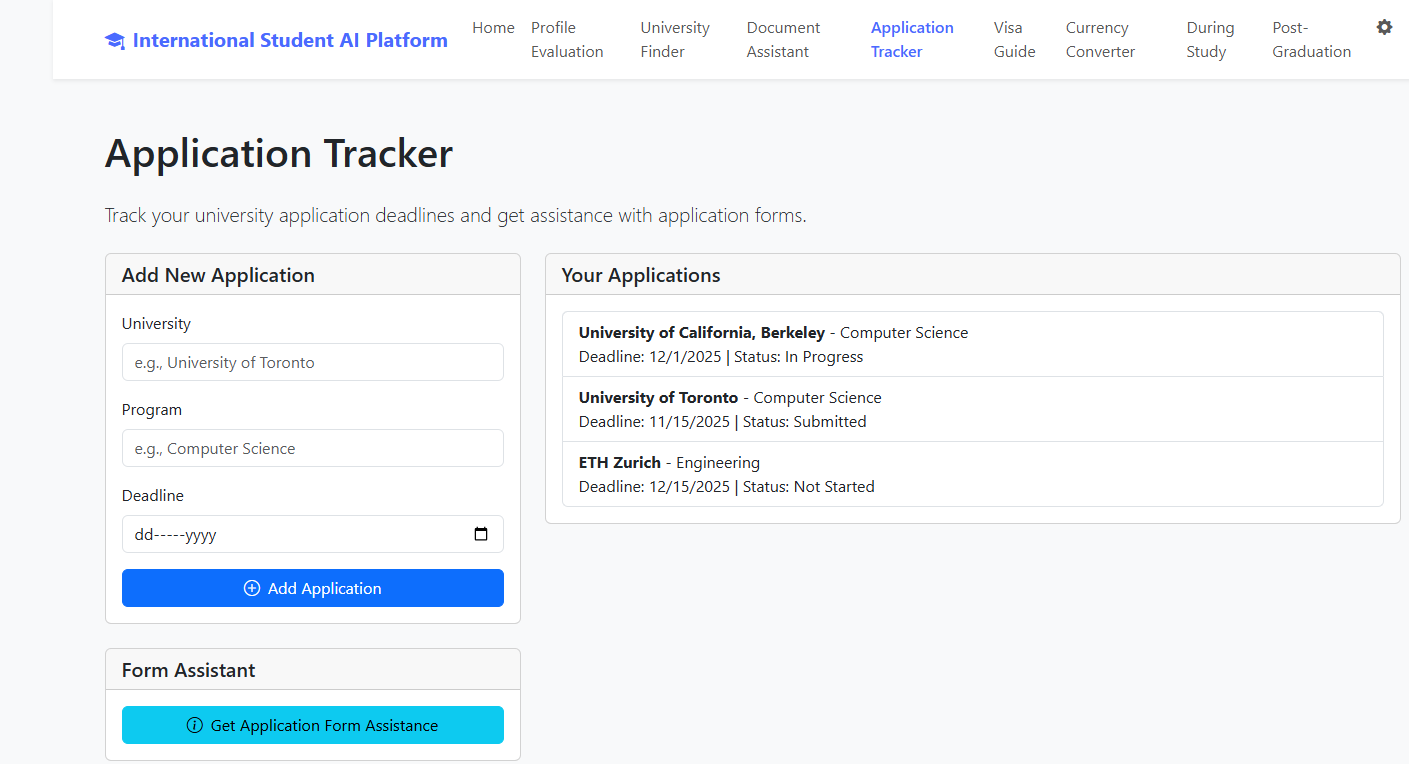 International Student AI Platform
Home
Profile
Evaluation
University
Finder
Document
Assistant
Application
Tracker
Visa
Guide
Currency
Converter
During
Study
Post-
Graduation
Application Tracker
Track your university application deadlines and get assistance with application forms.
Add New Application
University
e.g., University of Toronto
Program
e.g., Computer Science
Deadline
dd-----yyyy
Add Application
Form Assistant
Get Application Form Assistance
Your Applications
University of California, Berkeley - Computer Science
Deadline: 12/1/2025 | Status: In Progress
University of Toronto - Computer Science
Deadline: 11/15/2025 | Status: Submitted
ETH Zurich - Engineering
Deadline: 12/15/2025 | Status: Not Started